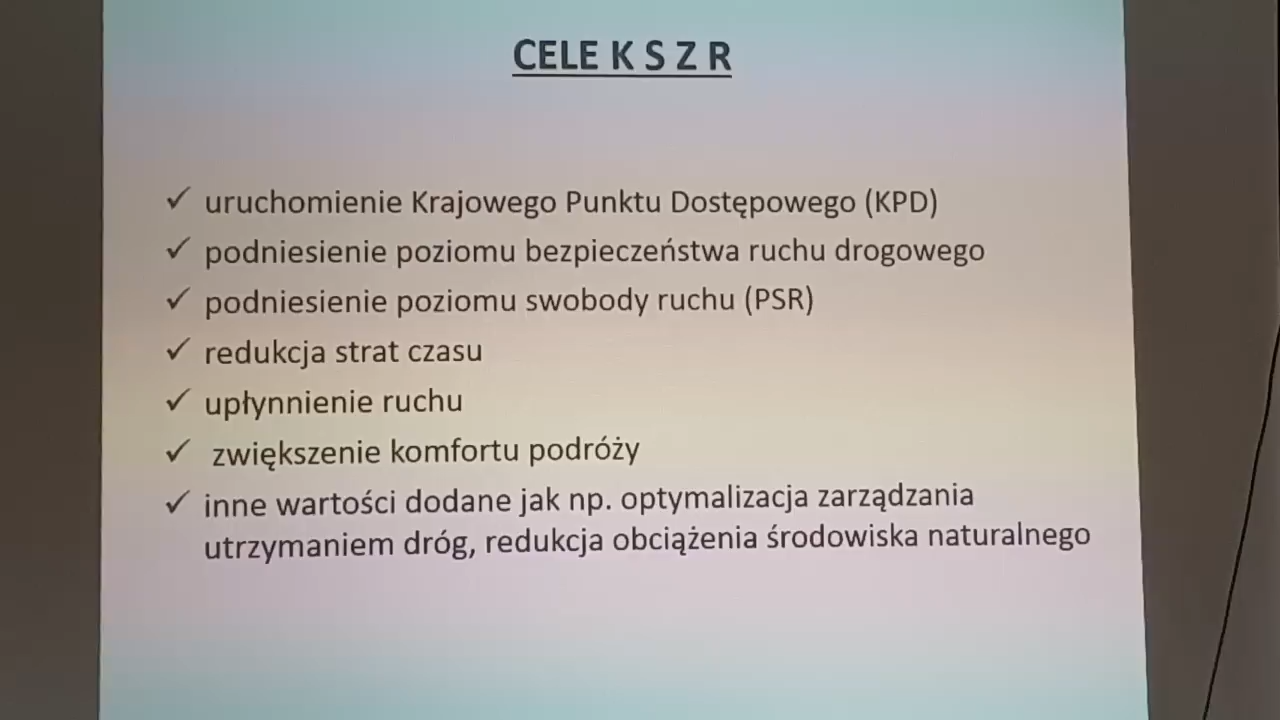 CELE K S Z R
✓ uruchomienie Krajowego Punktu Dostępowego (KPD)
✓ podniesienie poziomu bezpieczeństwa ruchu drogowego
✓ podniesienie poziomu swobody ruchu (PSR)
✓ redukcja strat czasu
✓ upłynnienie ruchu
✓ zwiększenie komfortu podróży
✓ inne wartości dodane jak np. optymalizacja zarządzania
utrzymaniem dróg, redukcja obciążenia środowiska naturalnego